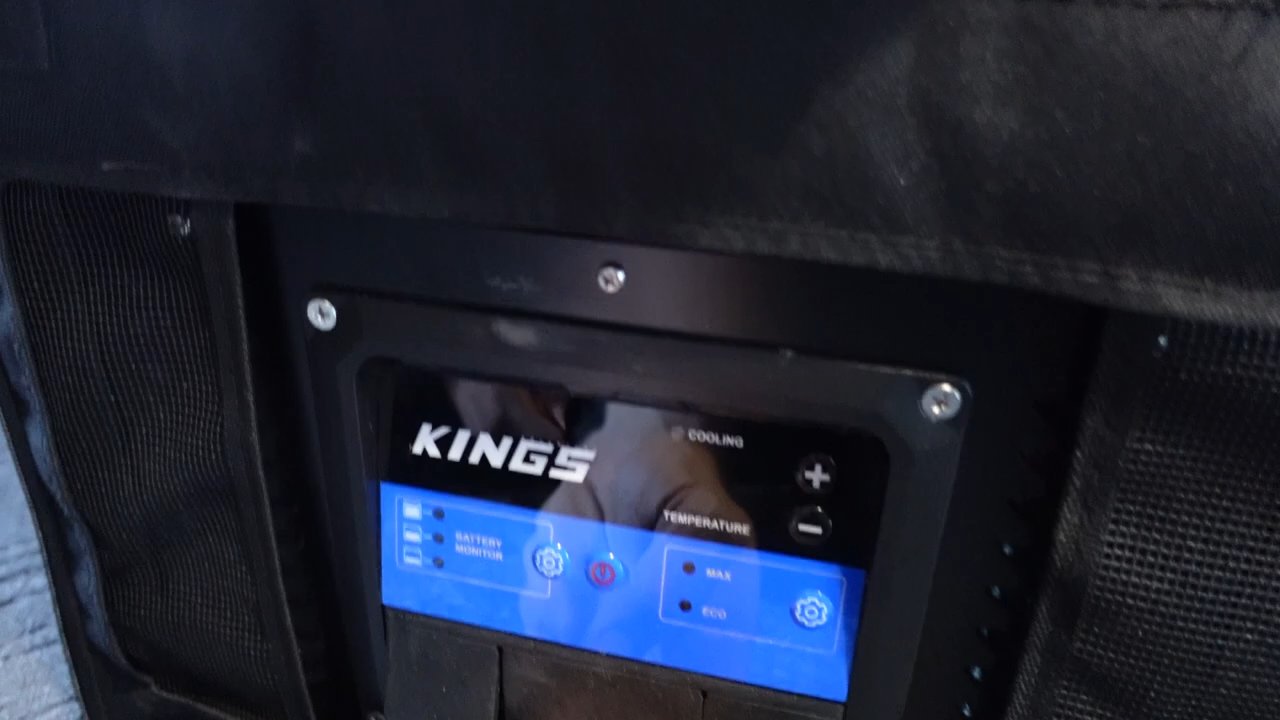 KINGS
COOLING
TEMPERATURE
BATTERY
MONITOR
MAX
ECO